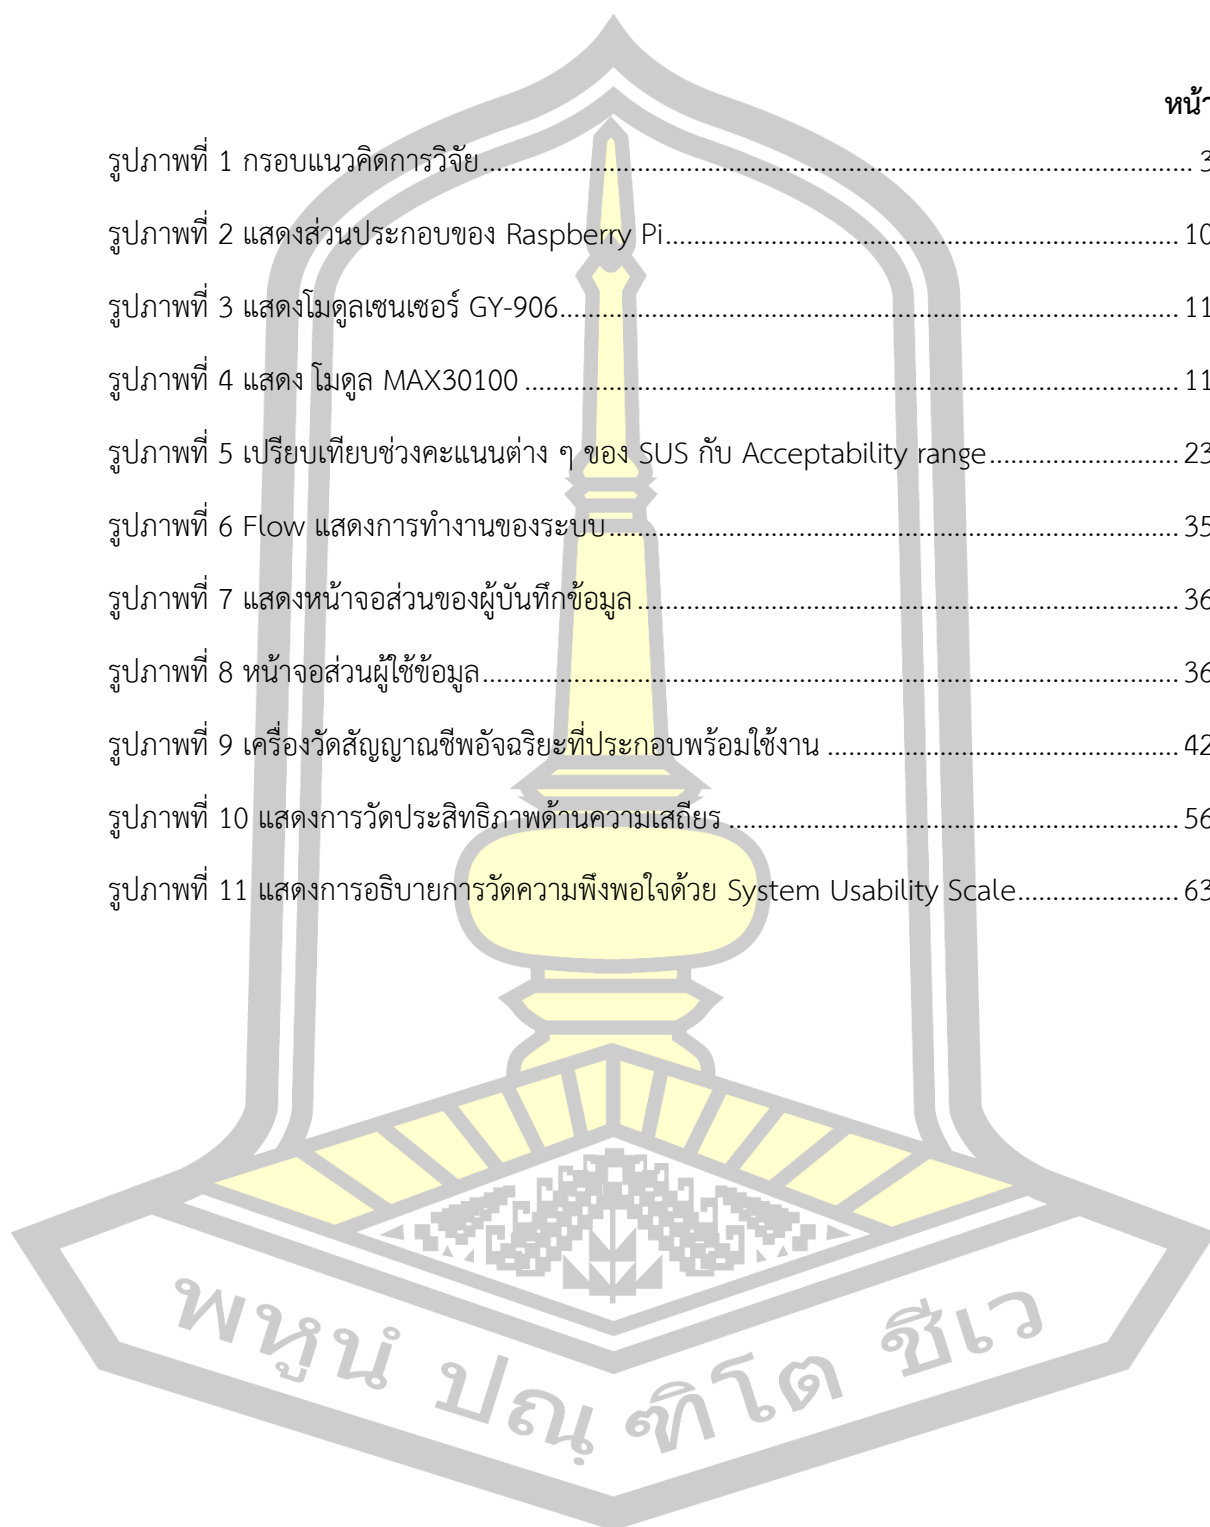 หน้า
รูปภาพที่ 1 กรอบแนวคิดการวิจัย........................................................................................................ 3
รูปภาพที่ 2 แสดงส่วนประกอบของ Raspberry Pi............................................................................. 10
รูปภาพที่ 3 แสดงโมดูลเซนเซอร์ GY-906......................................................................................... 11
รูปภาพที่ 4 แสดง โมดูล MAX30100 .............................................................................................. 11
รูปภาพที่ 5 เปรียบเทียบช่วงคะแนนต่าง ๆ ของ SUS กับ Acceptability range........................... 23
รูปภาพที่ 6 Flow แสดงการทำงานของระบบ................................................................................... 35
รูปภาพที่ 7 แสดงหน้าจอส่วนของผู้บันทึกข้อมูล .............................................................................. 36
รูปภาพที่ 8 หน้าจอส่วนผู้ใช้ข้อมูล.................................................................................................... 36
รูปภาพที่ 9 เครื่องวัดสัญญาณชีพอัจฉริยะที่ประกอบพร้อมใช้งาน .................................................. 42
รูปภาพที่ 10 แสดงการวัดประสิทธิภาพด้านความเสถียร ................................................................. 56
รูปภาพที่ 11 แสดงการอธิบายการวัดความพึงพอใจด้วย System Usability Scale....................... 63
พหูนํ ปณฺฑิโต ชีเว